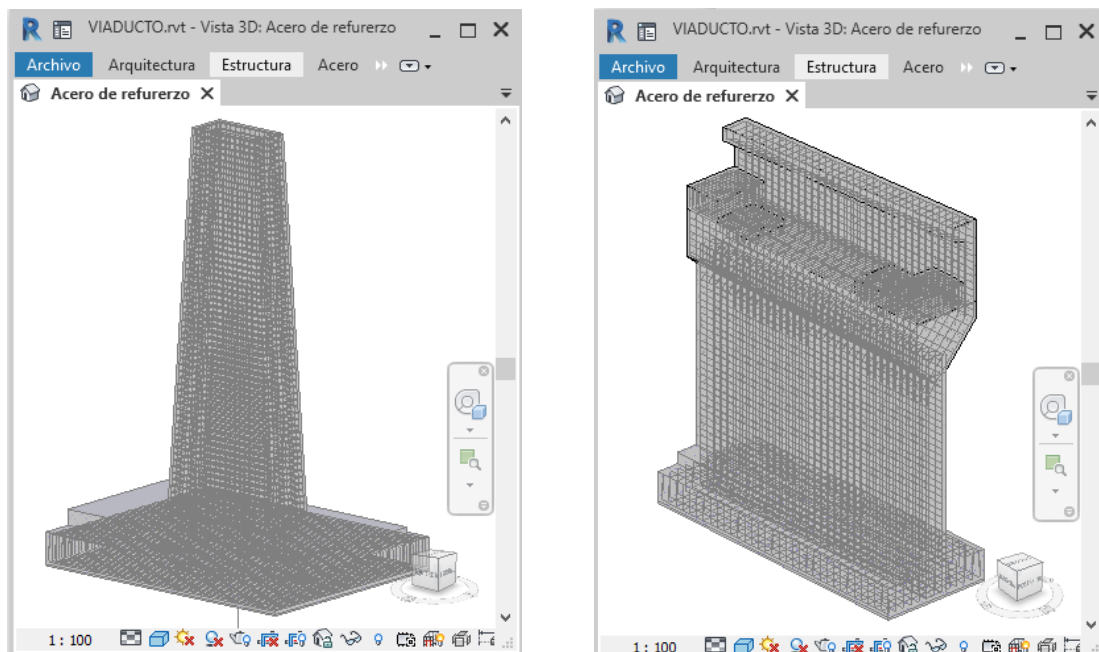 VIADUCTO.rvt - Vista 3D: Acero de refurerzo
Archivo Arquitectura Estructura Acero
Acero de refurerzo
1 : 100
VIADUCTO.rvt - Vista 3D: Acero de refurerzo
Archivo Arquitectura Estructura Acero
Acero de refurerzo
1 : 100